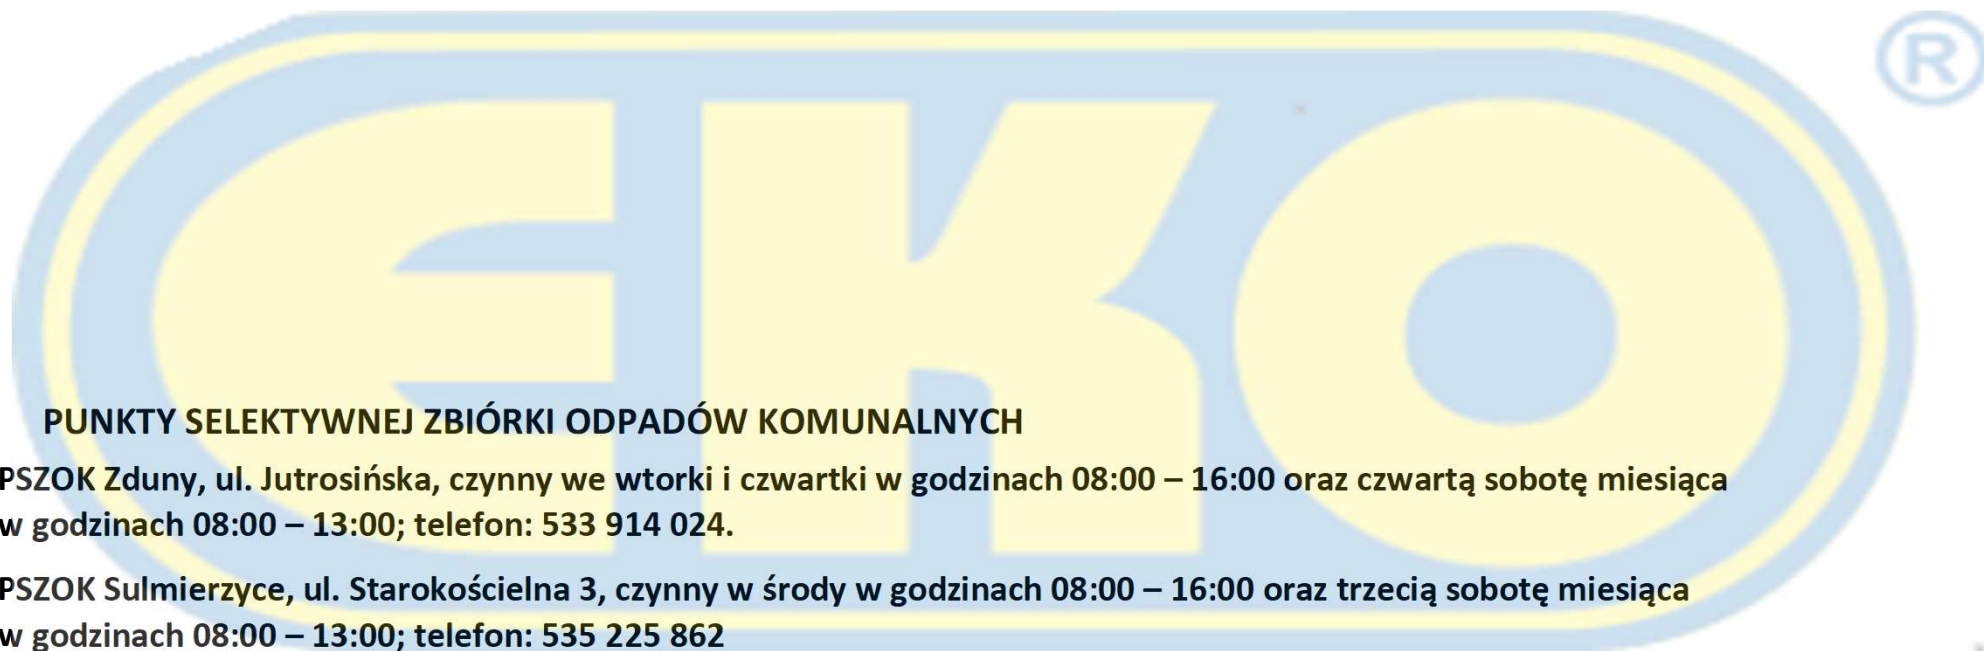 EKO ®
PUNKTY SELEKTYWNEJ ZBIÓRKI ODPADÓW KOMUNALNYCH
PSZOK Zduny, ul. Jutrosińska, czynny we wtorki i czwartki w godzinach 08:00 – 16:00 oraz czwartą sobotę miesiąca
w godzinach 08:00 – 13:00; telefon: 533 914 024.
PSZOK Sulmierzyce, ul. Starokościelna 3, czynny w środy w godzinach 08:00 – 16:00 oraz trzecią sobotę miesiąca
w godzinach 08:00 – 13:00; telefon: 535 225 862